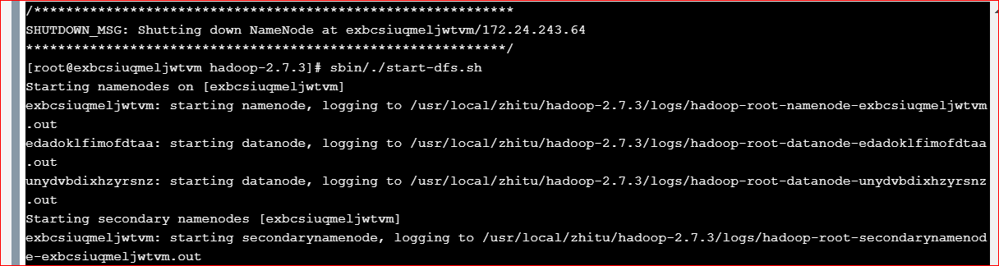 /************************************************************
SHUTDOWN_MSG: Shutting down NameNode at exbcsiuqmeljwtvm/172.24.243.64
************************************************************/
[root@exbcsiuqmeljwtvm hadoop-2.7.3]# sbin/./start-dfs.sh
Starting namenodes on [exbcsiuqmeljwtvm]
exbcsiuqmeljwtvm: starting namenode, logging to /usr/local/zhitu/hadoop-2.7.3/logs/hadoop-root-namenode-exbcsiuqmeljwtvm
.out
edadoklfimofdtaa: starting datanode, logging to /usr/local/zhitu/hadoop-2.7.3/logs/hadoop-root-datanode-edadoklfimofdtaa
.out
unydvbdixhzyrsnz: starting datanode, logging to /usr/local/zhitu/hadoop-2.7.3/logs/hadoop-root-datanode-unydvbdixhzyrsnz
.out
Starting secondary namenodes [exbcsiuqmeljwtvm]
exbcsiuqmeljwtvm: starting secondarynamenode, logging to /usr/local/zhitu/hadoop-2.7.3/logs/hadoop-root-secondarynamenod
e-exbcsiuqmeljwtvm.out